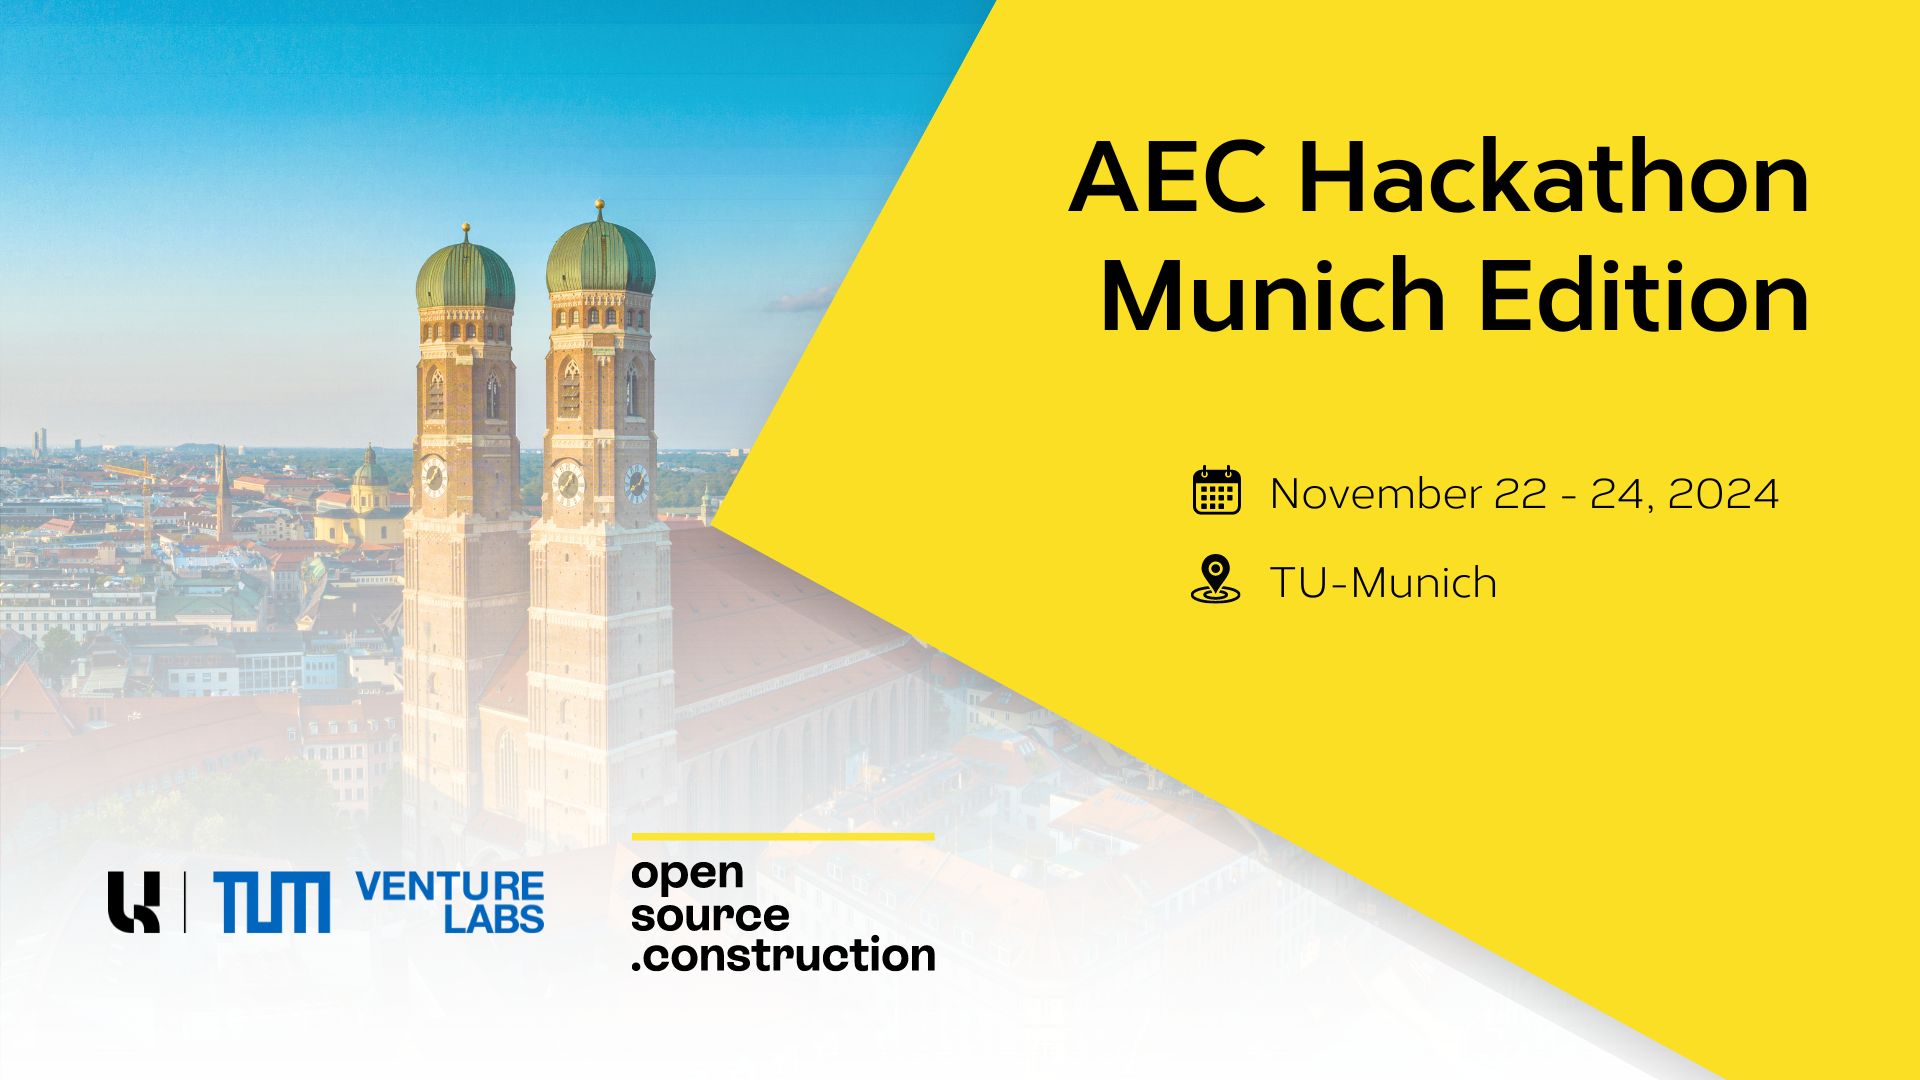 AEC Hackathon
Munich Edition
November 22 - 24, 2024
TU-Munich
TUM VENTURE
LABS
open
source
.construction